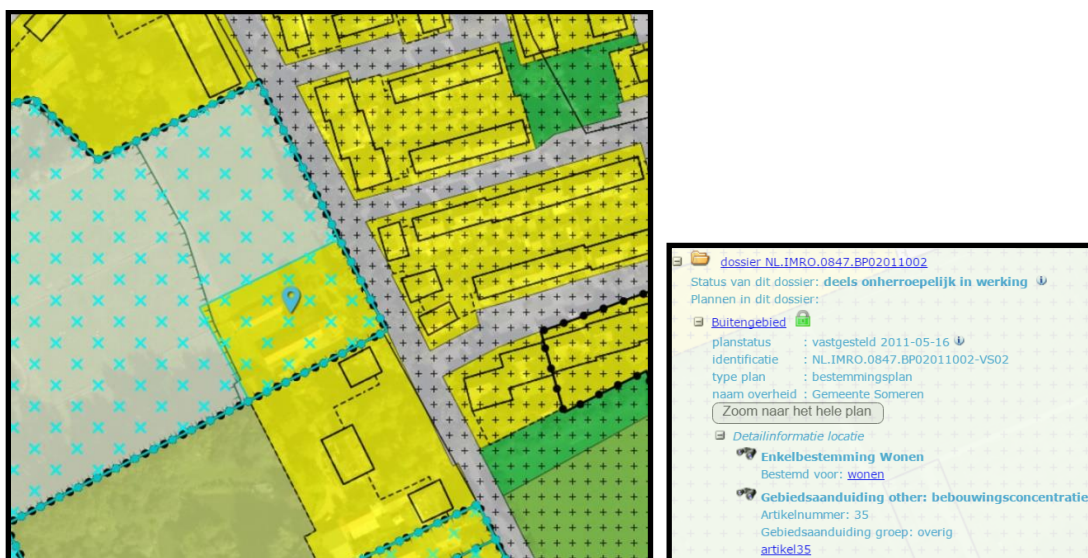 dossier NL.IMRO.0847.BP02011002
Status van dit dossier: deels onherroepelijk in werking
Plannen in dit dossier:
Buitengebied
planstatus : vastgesteld 2011-05-16
identificatie : NL.IMRO.0847.BP02011002-VS02
type plan : bestemmingsplan
naam overheid : Gemeente Someren
Zoom naar het hele plan
Detailinformatie locatie
Enkelbestemming Wonen
Bestemd voor: wonen
Gebiedsaanduiding other: bebouwingsconcentratie
Artikelnummer: 35
Gebiedsaanduiding groep: overig
artikel35